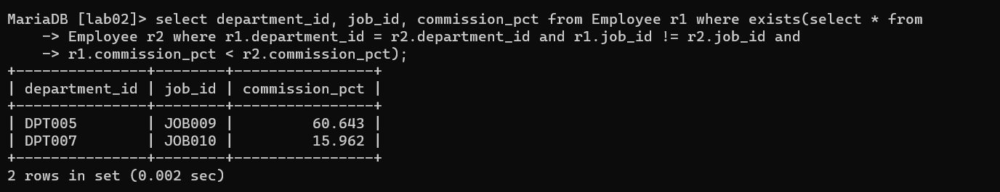 MariaDB [lab02]> select department_id, job_id, commission_pct from Employee r1 where exists(select * from
    -> Employee r2 where r1.department_id = r2.department_id and r1.job_id != r2.job_id and
    -> r1.commission_pct < r2.commission_pct);
+---------------+--------+----------------+
| department_id | job_id | commission_pct |
+---------------+--------+----------------+
| DPT005        | JOB009 |         60.643 |
| DPT007        | JOB010 |         15.962 |
+---------------+--------+----------------+
2 rows in set (0.002 sec)